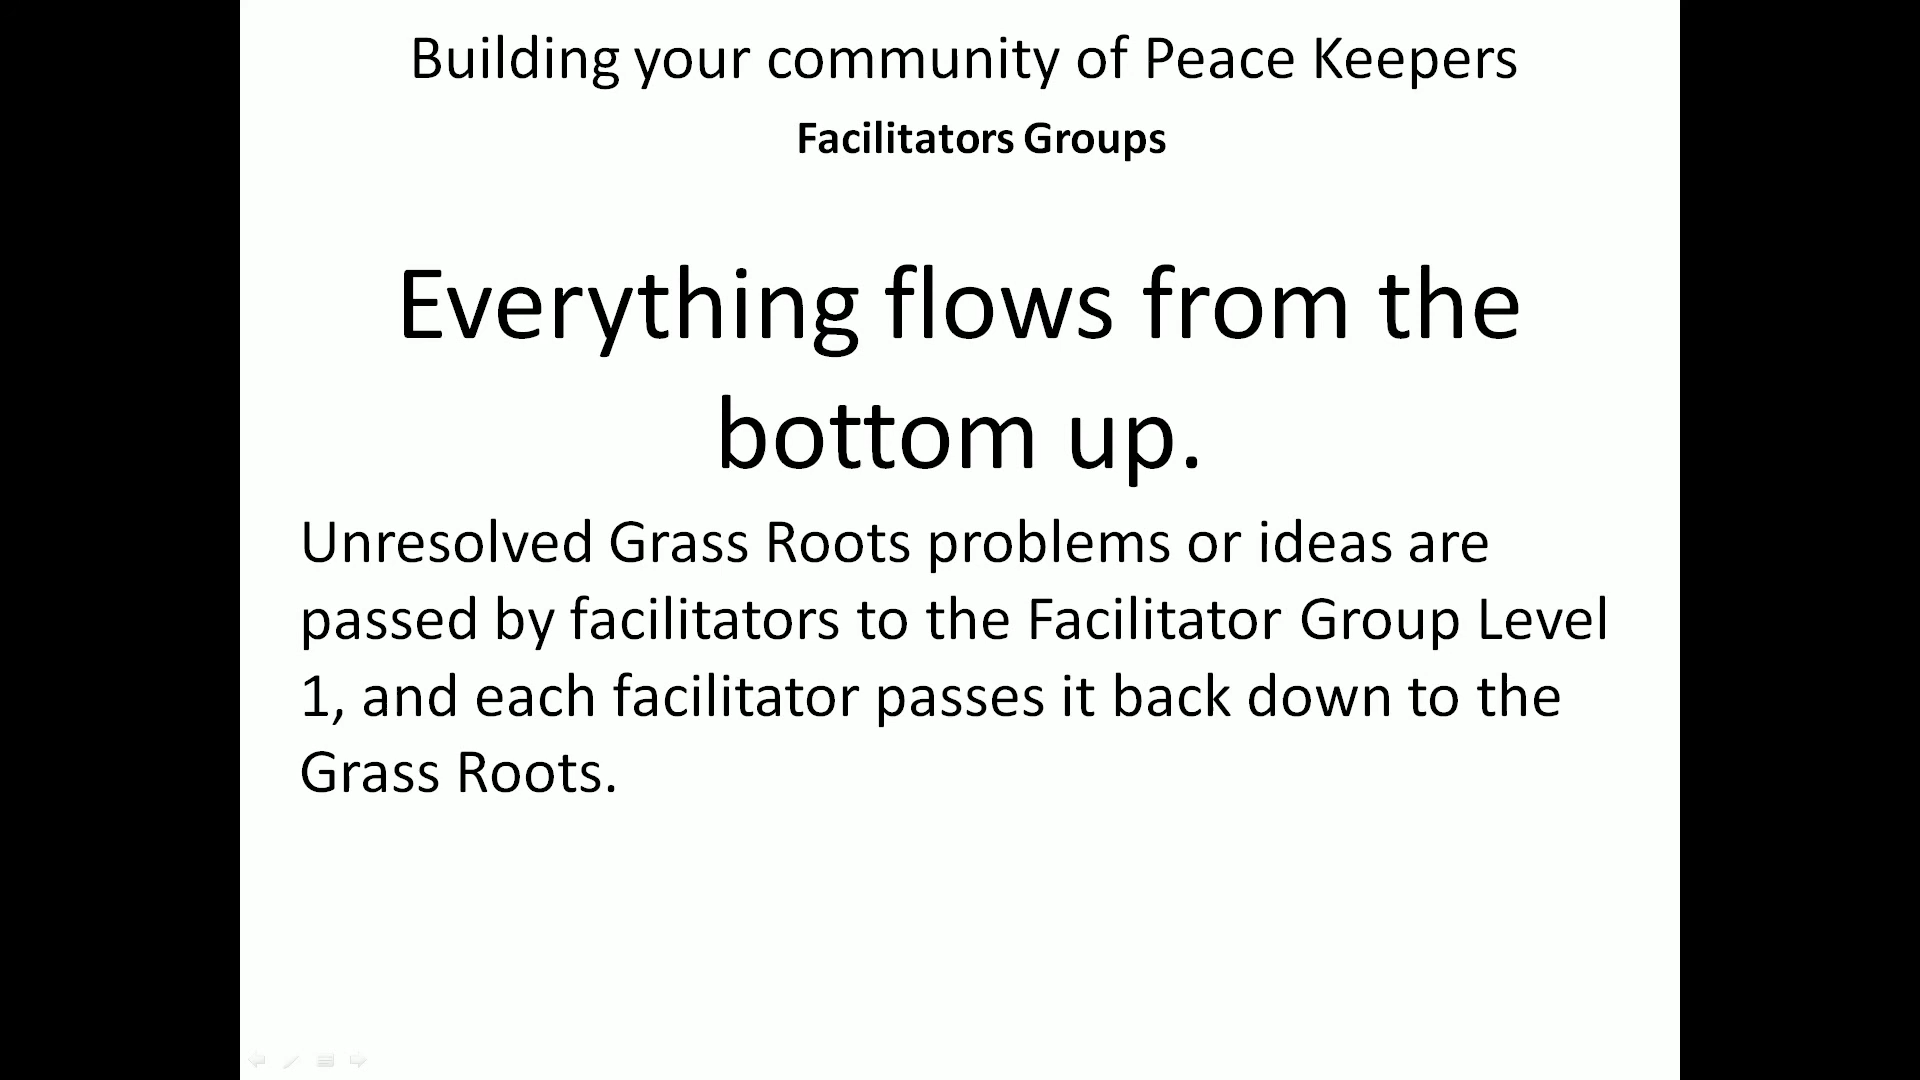 Building your community of Peace Keepers
Facilitators Groups
Everything flows from the
bottom up.
Unresolved Grass Roots problems or ideas are
passed by facilitators to the Facilitator Group Level
1, and each facilitator passes it back down to the
Grass Roots.